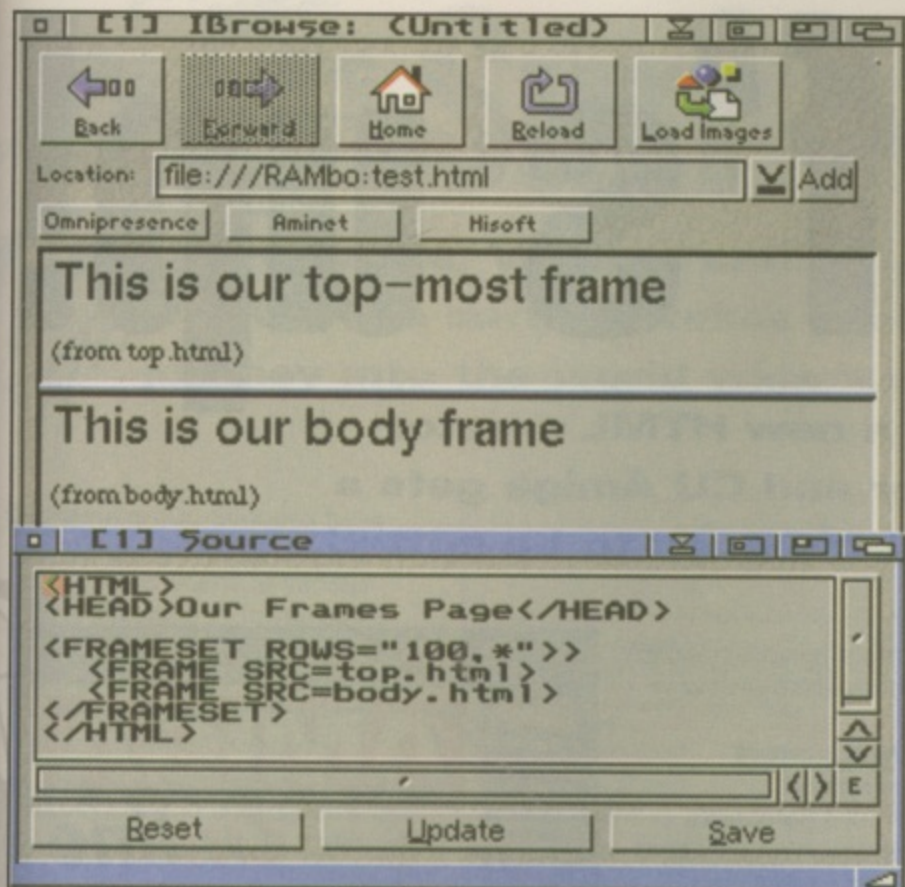 [1] IBrowse: (Untitled)
Back Forward Home Reload Load Images
Location: file:///RAMbo:test.html Add
Omnipresence Aminet Hisoft
This is our top-most frame
(from top.html)
This is our body frame
(from body.html)
[1] Source
<HTML>
<HEAD>Our Frames Page</HEAD>
<FRAMESET ROWS="100,*">>
<FRAME SRC=top.html>
<FRAME SRC=body.html>
</FRAMESET>
</HTML>
E
Reset Update Save